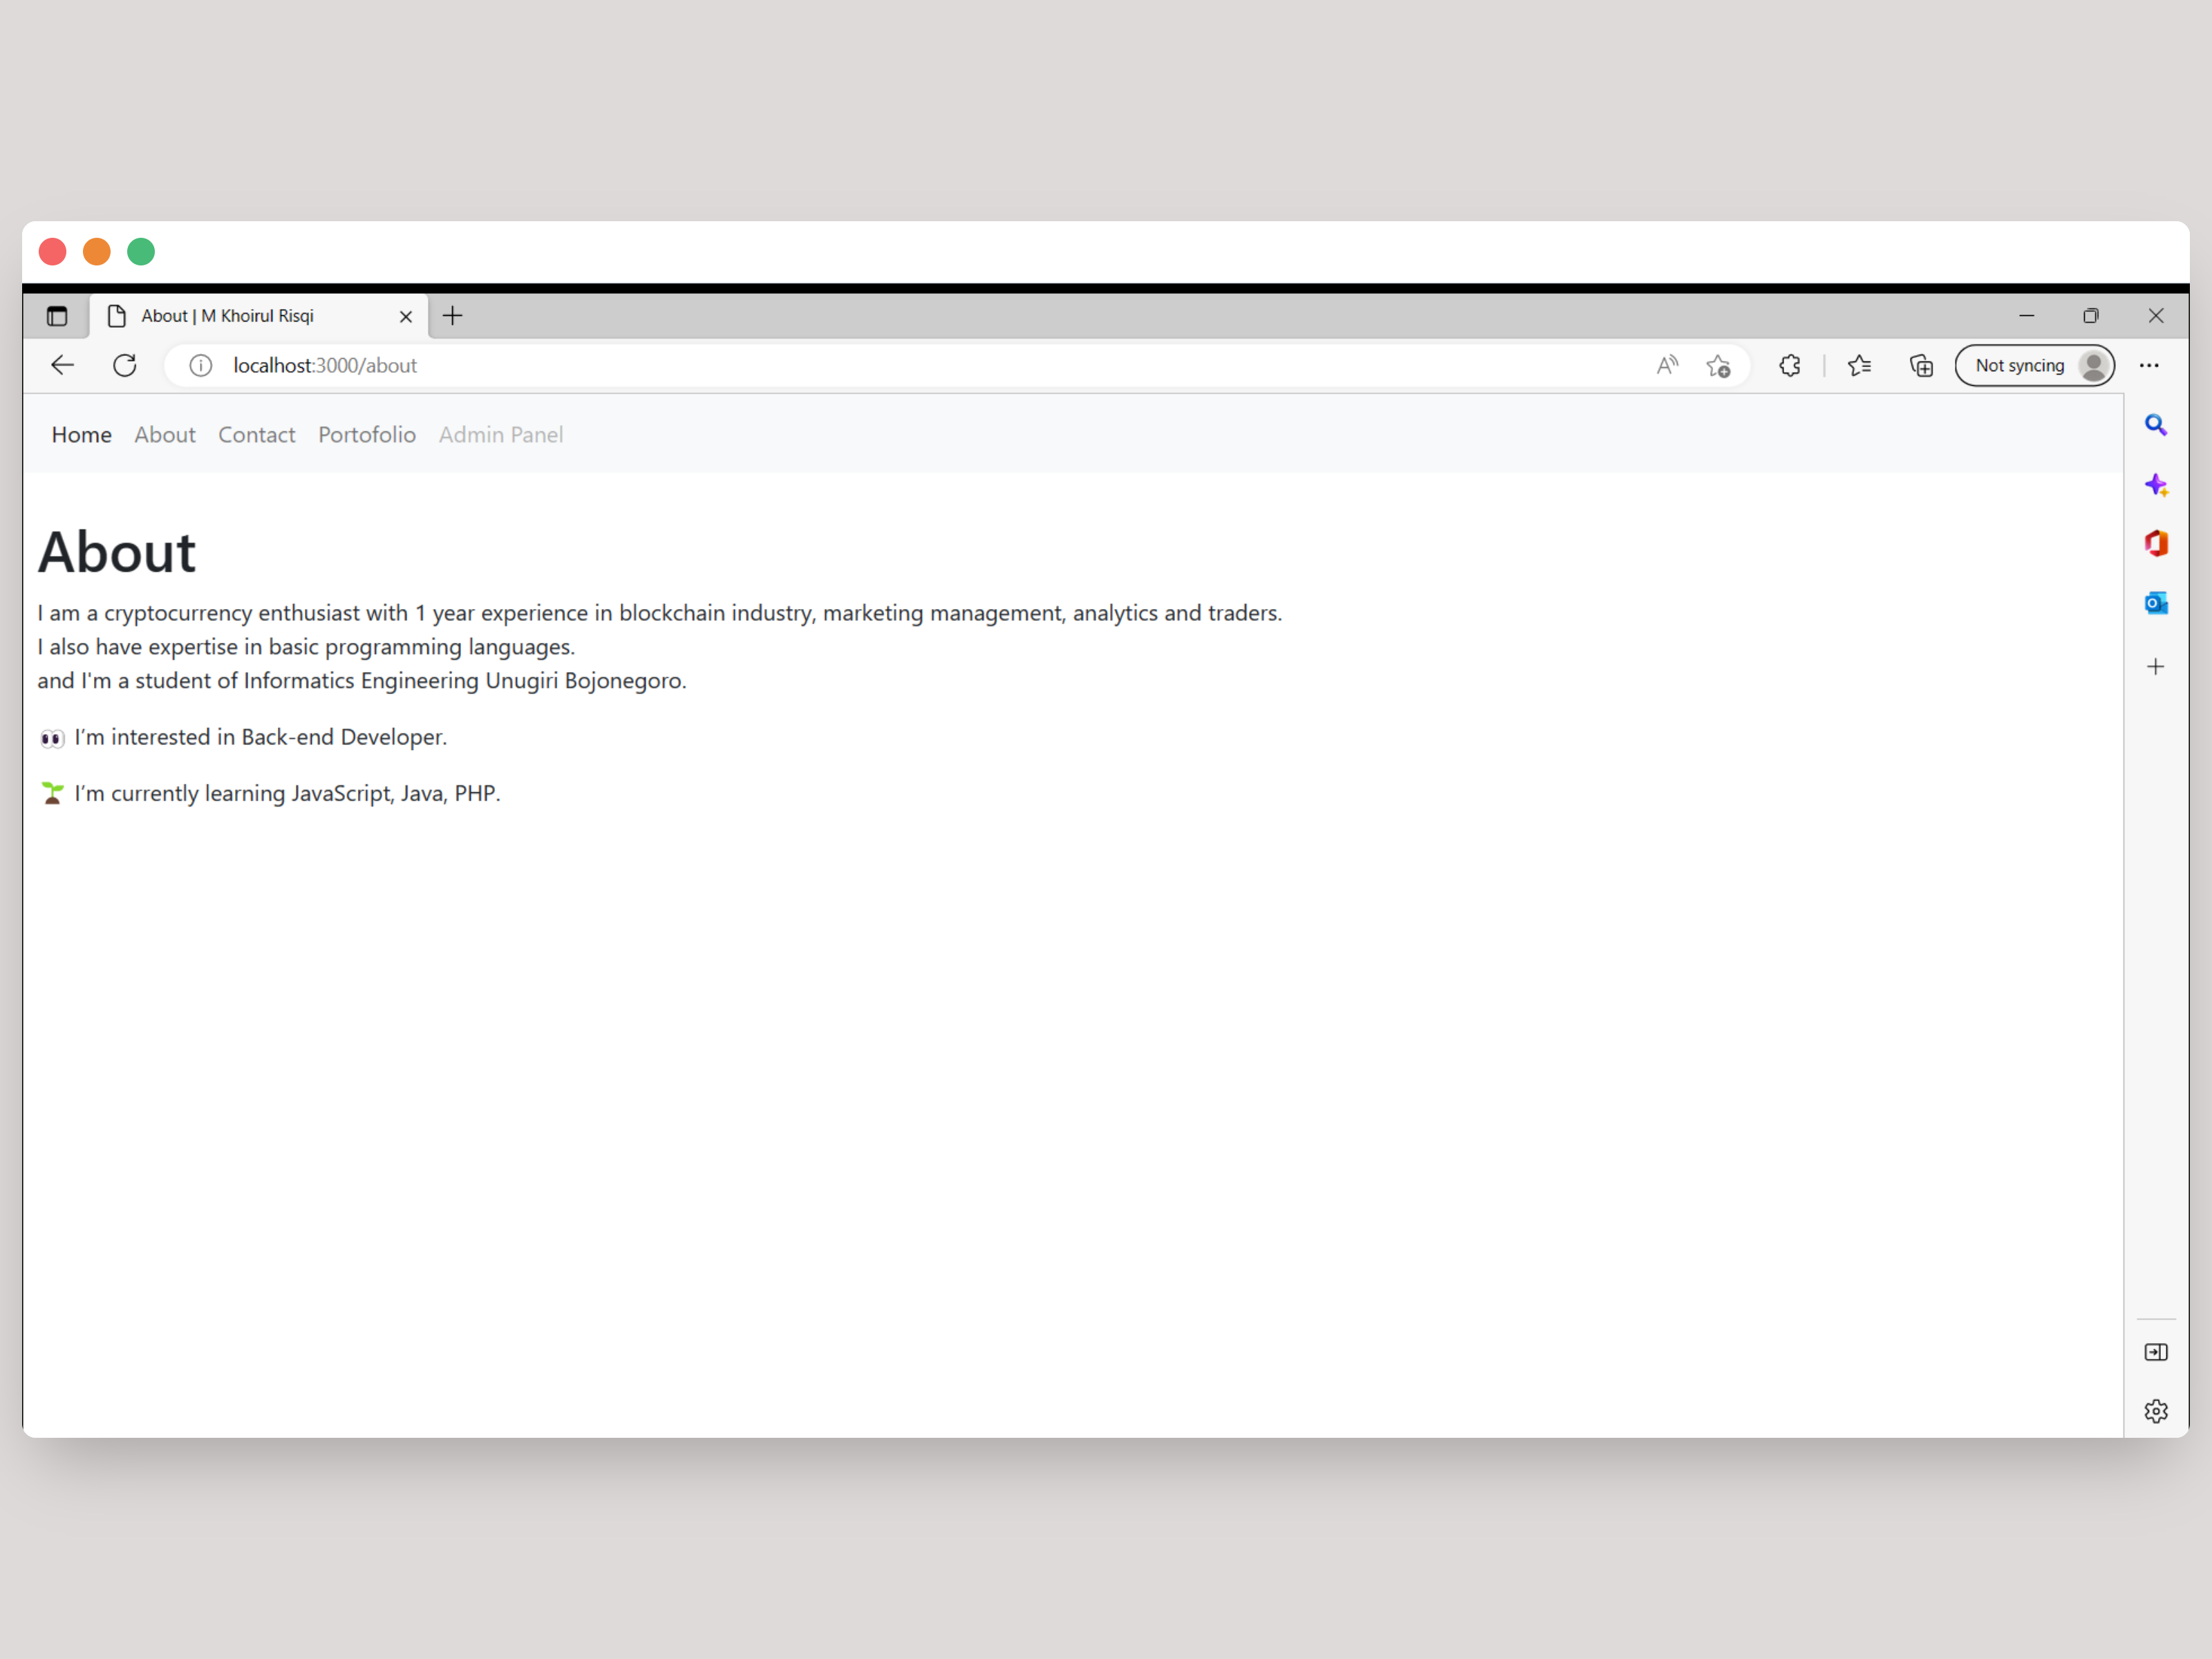 About | M Khoirul Risqi
localhost:3000/about
Not syncing
Home About Contact Portofolio Admin Panel
About
I am a cryptocurrency enthusiast with 1 year experience in blockchain industry, marketing management, analytics and traders.
I also have expertise in basic programming languages.
and I'm a student of Informatics Engineering Unugiri Bojonegoro.
👀 I’m interested in Back-end Developer.
🌱 I’m currently learning JavaScript, Java, PHP.